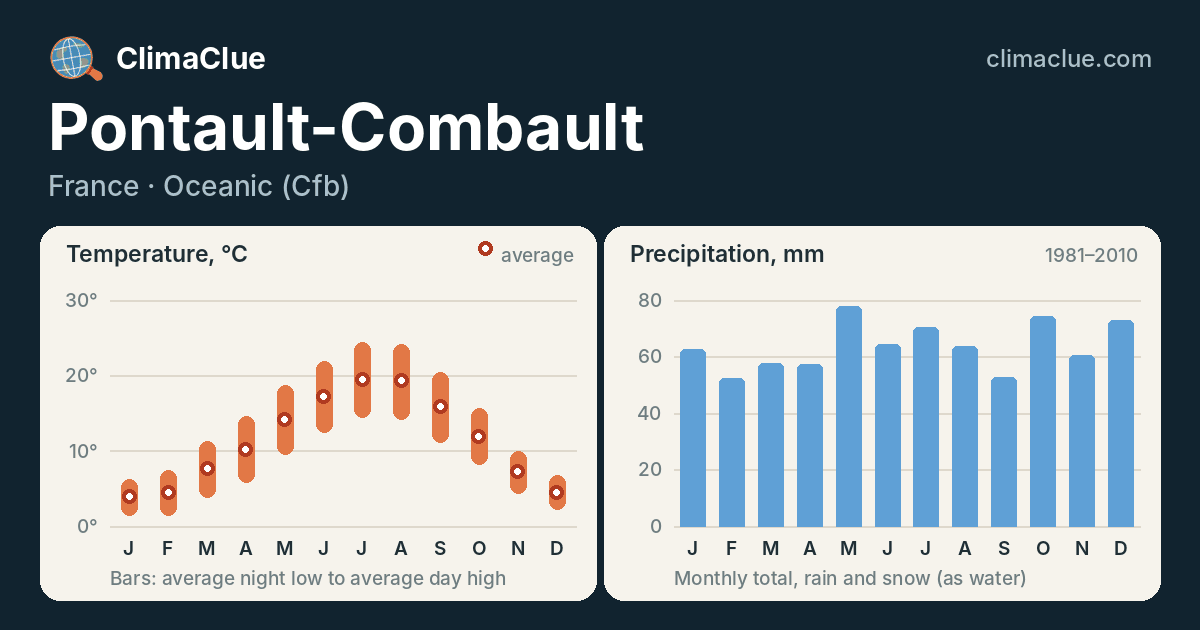 ClimaClue
climaclue.com
Pontault-Combault
France · Oceanic (Cfb)
Temperature, °C
average
30°
20°
10°
0°
J F M A M J J A S O N D
Bars: average night low to average day high
Precipitation, mm
1981–2010
80
60
40
20
0
J F M A M J J A S O N D
Monthly total, rain and snow (as water)